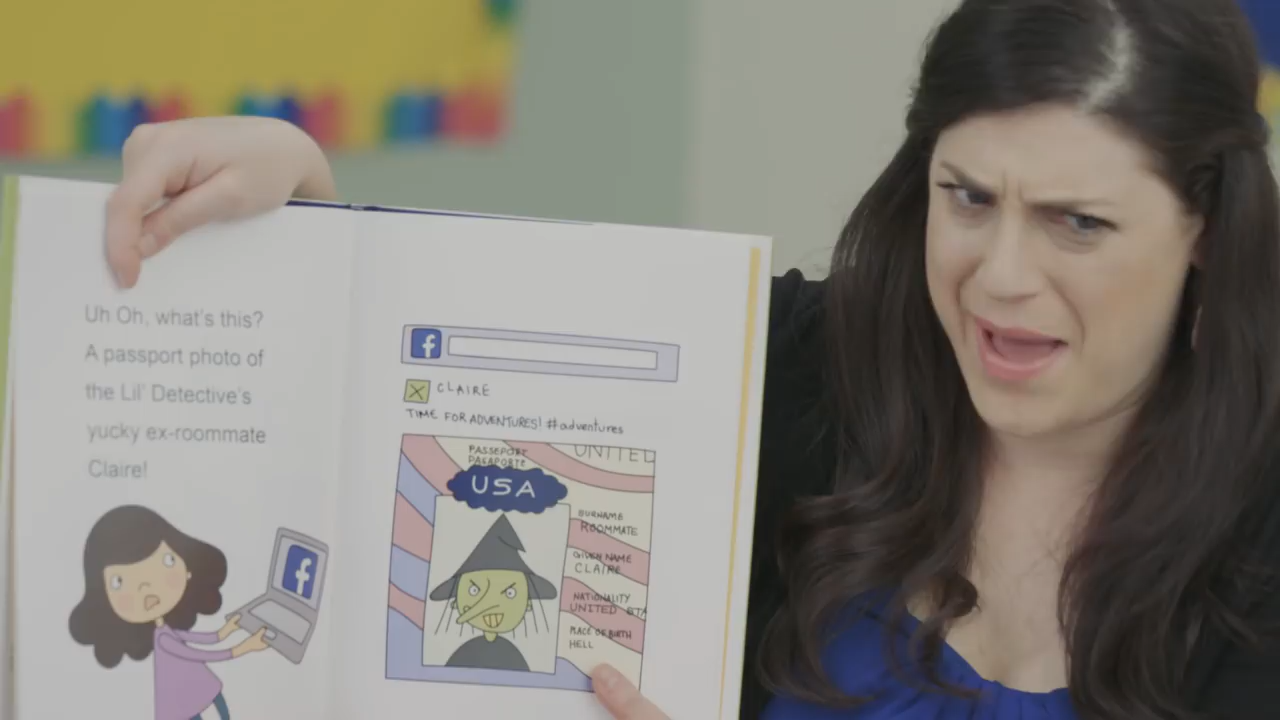 Uh Oh, what's this?
A passport photo of
the Lil' Detective's
yucky ex-roommate
Claire!
f
f
CLAIRE
TIME FOR ADVENTURES! #adventures
PASSEPORT
PASAPORTE
UNITED
USA
SURNAME
ROOMMATE
GIVEN NAME
CLAIRE
NATIONALITY
UNITED STA
PLACE OF BIRTH
HELL